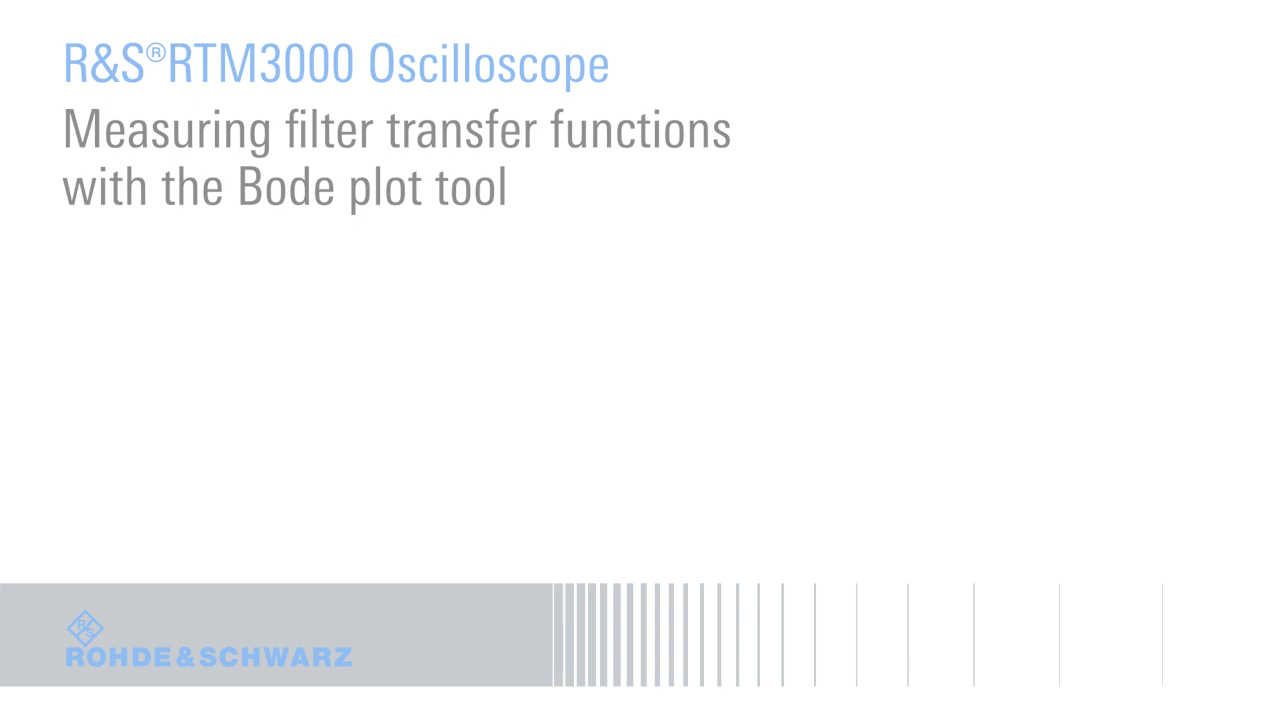 R&S®RTM3000 Oscilloscope
Measuring filter transfer functions
with the Bode plot tool
R
S
ROHDE&SCHWARZ